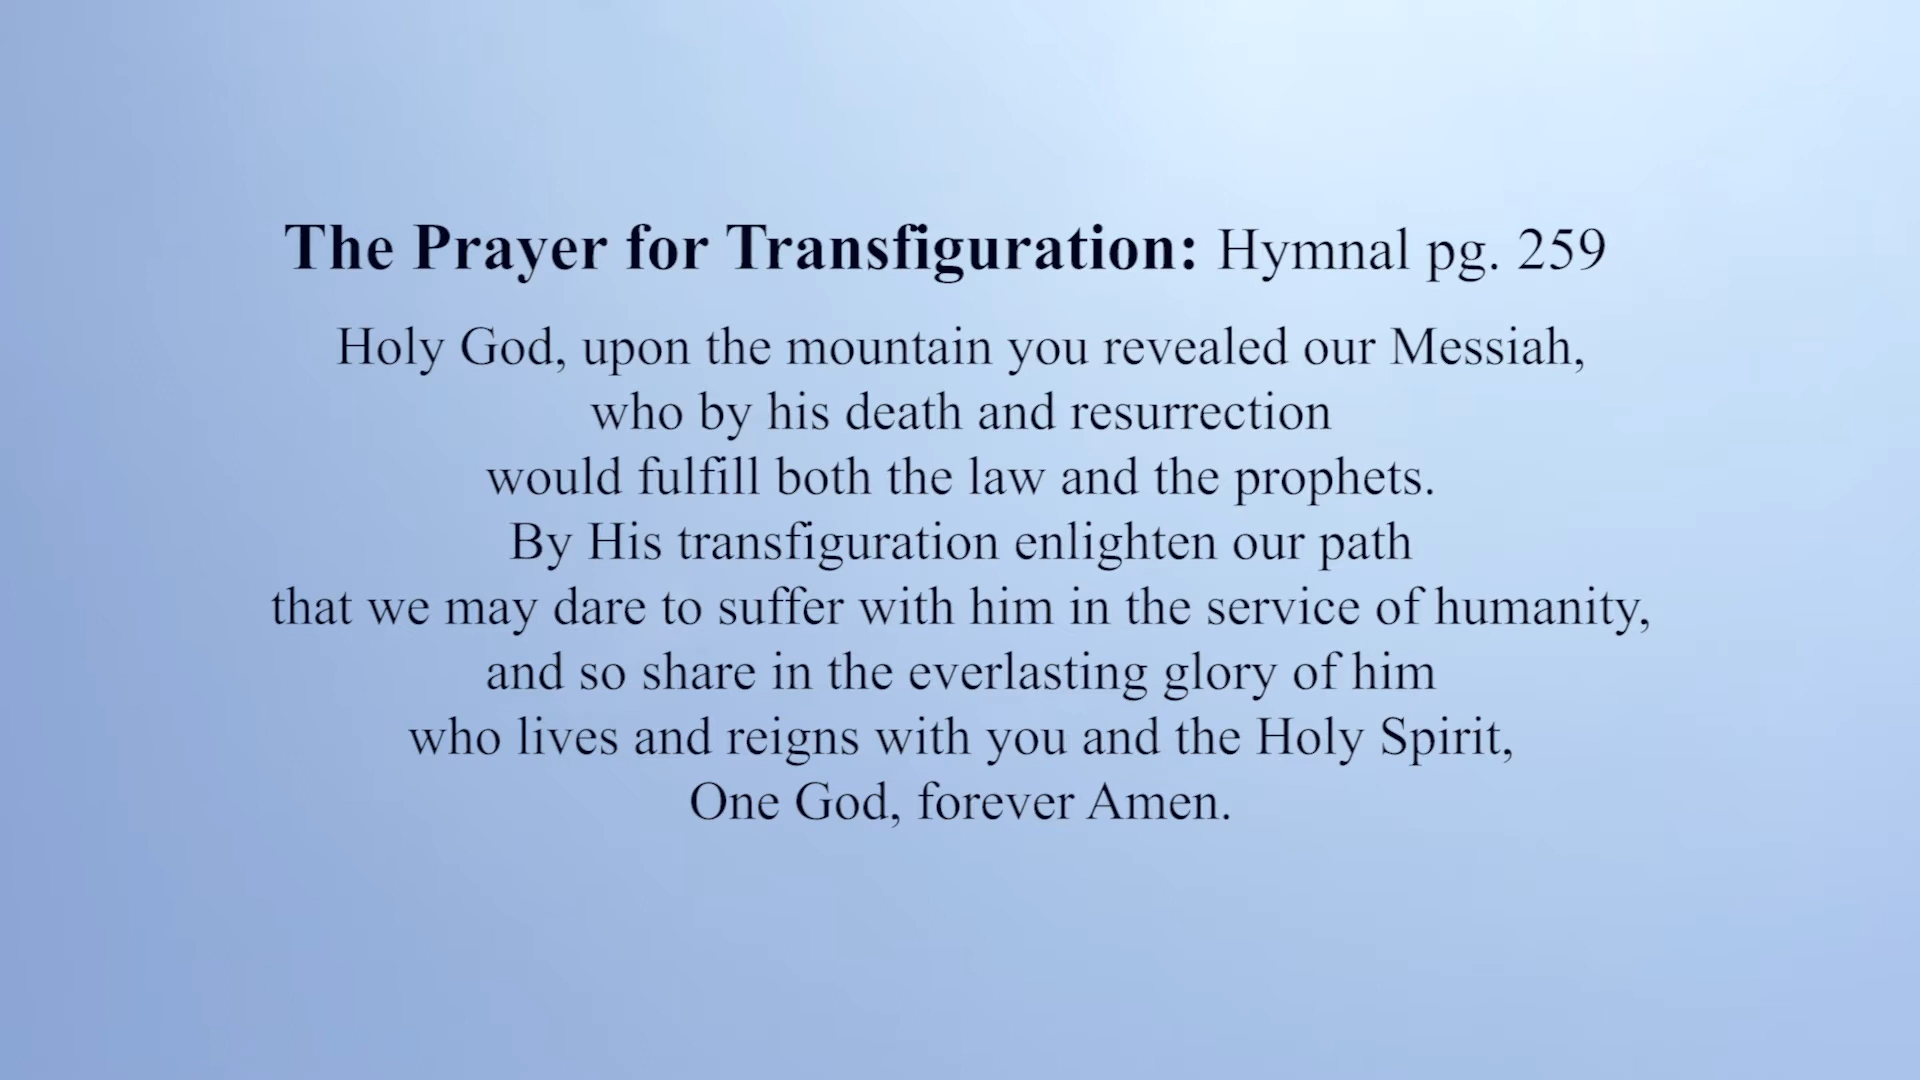 The Prayer for Transfiguration: Hymnal pg. 259
Holy God, upon the mountain you revealed our Messiah,
who by his death and resurrection
would fulfill both the law and the prophets.
By His transfiguration enlighten our path
that we may dare to suffer with him in the service of humanity,
and so share in the everlasting glory of him
who lives and reigns with you and the Holy Spirit,
One God, forever Amen.